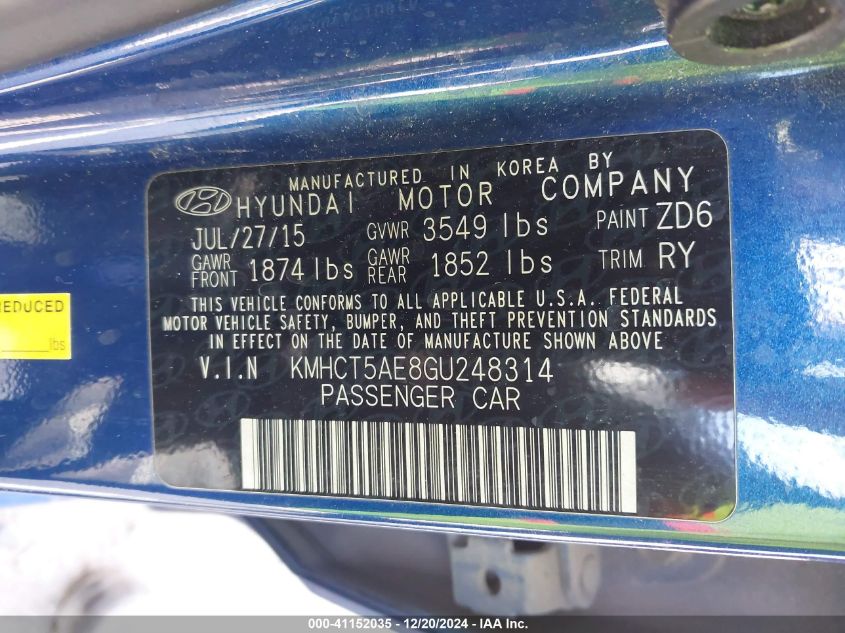 MANUFACTURED IN KOREA BY
HYUNDAI MOTOR COMPANY
JUL/27/15 GVWR 3549 lbs PAINT ZD6
GAWR FRONT 1874 lbs GAWR REAR 1852 lbs TRIM RY
THIS VEHICLE CONFORMS TO ALL APPLICABLE U.S.A. FEDERAL
MOTOR VEHICLE SAFETY, BUMPER, AND THEFT PREVENTION STANDARDS
IN EFFECT ON THE DATE OF MANUFACTURE SHOWN ABOVE
V.I.N KMHCT5AE8GU248314
PASSENGER CAR
REDUCED
lbs
000-41152035 - 12/20/2024 - IAA Inc.